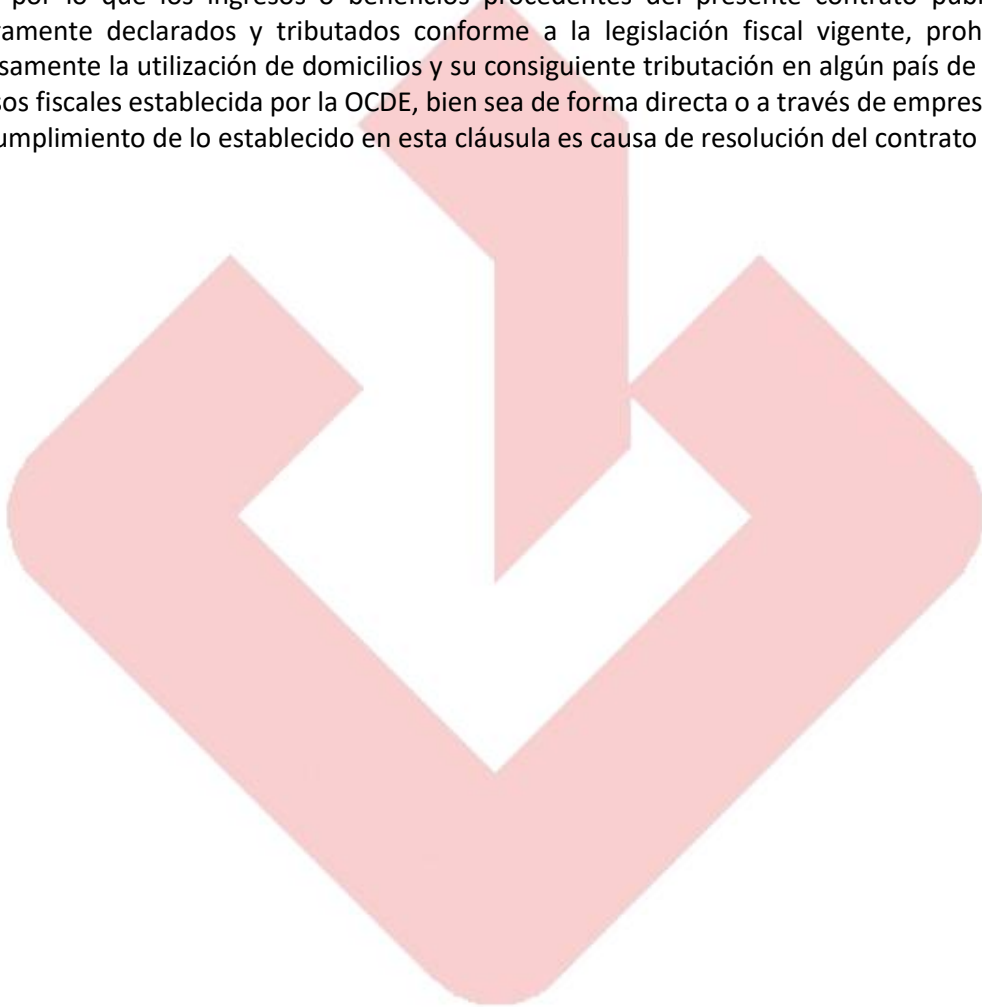 por lo que los ingresos o beneficios procedentes del presente contrato públ
ramente declarados y tributados conforme a la legislación fiscal vigente, proh
samente la utilización de domicilios y su consiguiente tributación en algún país de
sos fiscales establecida por la OCDE, bien sea de forma directa o a través de empres
umplimiento de lo establecido en esta cláusula es causa de resolución del contrato